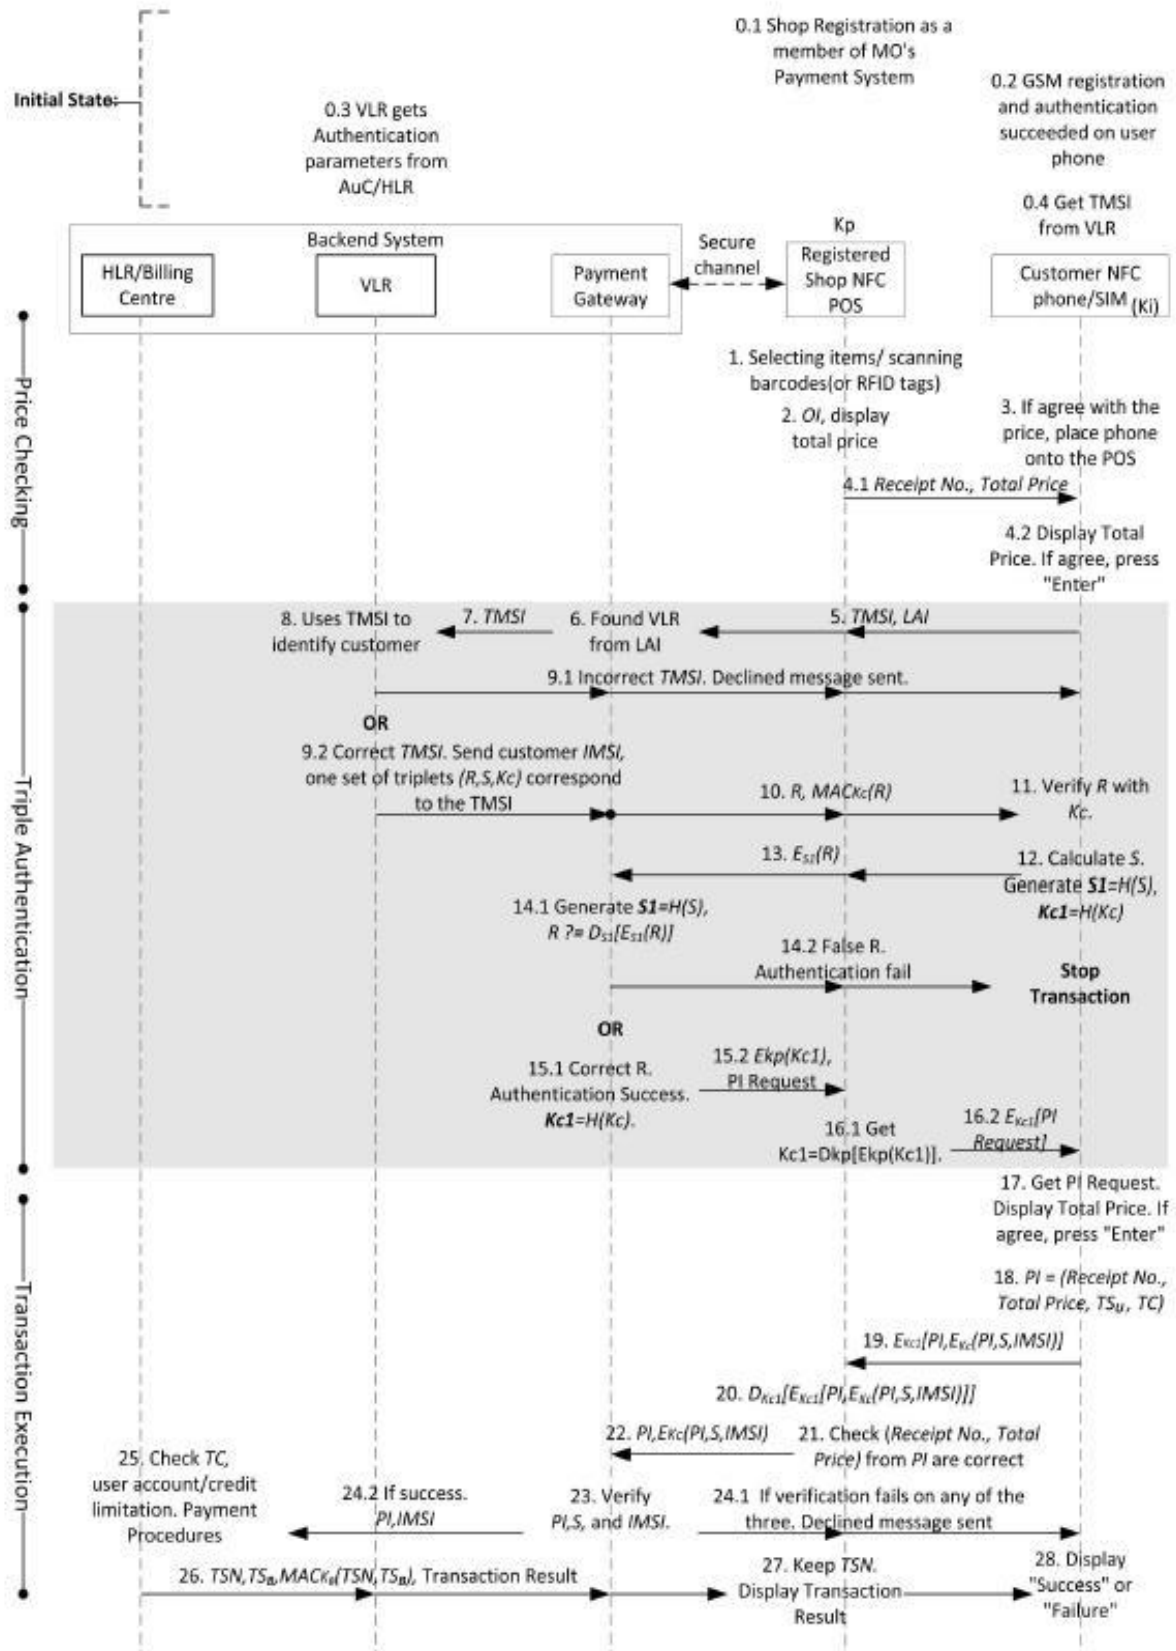 0.1 Shop Registration as a
member of MO's
Payment System
Initial State:
0.2 GSM registration
and authentication
succeeded on user
phone
0.3 VLR gets
Authentication
parameters from
AuC/HLR
0.4 Get TMSI
from VLR
Backend System
HLR/Billing
Centre
VLR
Payment
Gateway
Secure
channel
Kp
Registered
Shop NFC
POS
Customer NFC
phone/SIM (Ki)
Price Checking
1. Selecting items/ scanning
barcodes(or RFID tags)
2. OI, display
total price
3. If agree with the
price, place phone
onto the POS
4.1 Receipt No., Total Price
4.2 Display Total
Price. If agree, press
"Enter"
Triple Authentication
8. Uses TMSI to
identify customer
7. TMSI
6. Found VLR
from LAI
5. TMSI, LAI
9.1 Incorrect TMSI. Declined message sent.
OR
9.2 Correct TMSI. Send customer IMSI,
one set of triplets (R,S,Kc) correspond
to the TMSI
10. R, MACKc(R)
11. Verify R with
Kc.
13. ES1(R)
12. Calculate S.
Generate S1=H(S),
Kc1=H(Kc)
14.1 Generate S1=H(S),
R ?= DS1[ES1(R)]
14.2 False R.
Authentication fail
Stop
Transaction
OR
15.1 Correct R.
Authentication Success.
Kc1=H(Kc).
15.2 Ekp(Kc1),
PI Request
16.1 Get
Kc1=Dkp[Ekp(Kc1)].
16.2 EKc1[PI
Request]
Transaction Execution
17. Get PI Request.
Display Total Price. If
agree, press "Enter"
18. PI = (Receipt No.,
Total Price, TSU, TC)
19. EKc1[PI,EKc(PI,S,IMSI)]
20. DKc1[EKc1[PI,EKc(PI,S,IMSI)]]
22. PI,EKc(PI,S,IMSI)
21. Check (Receipt No., Total
Price) from PI are correct
25. Check TC,
user account/credit
limitation. Payment
Procedures
24.2 If success.
PI,IMSI
23. Verify
PI,S, and IMSI.
24.1 If verification fails on any of the
three. Declined message sent
26. TSN,TSB,MACKB(TSN,TSB), Transaction Result
27. Keep TSN.
Display Transaction
Result
28. Display
"Success" or
"Failure"